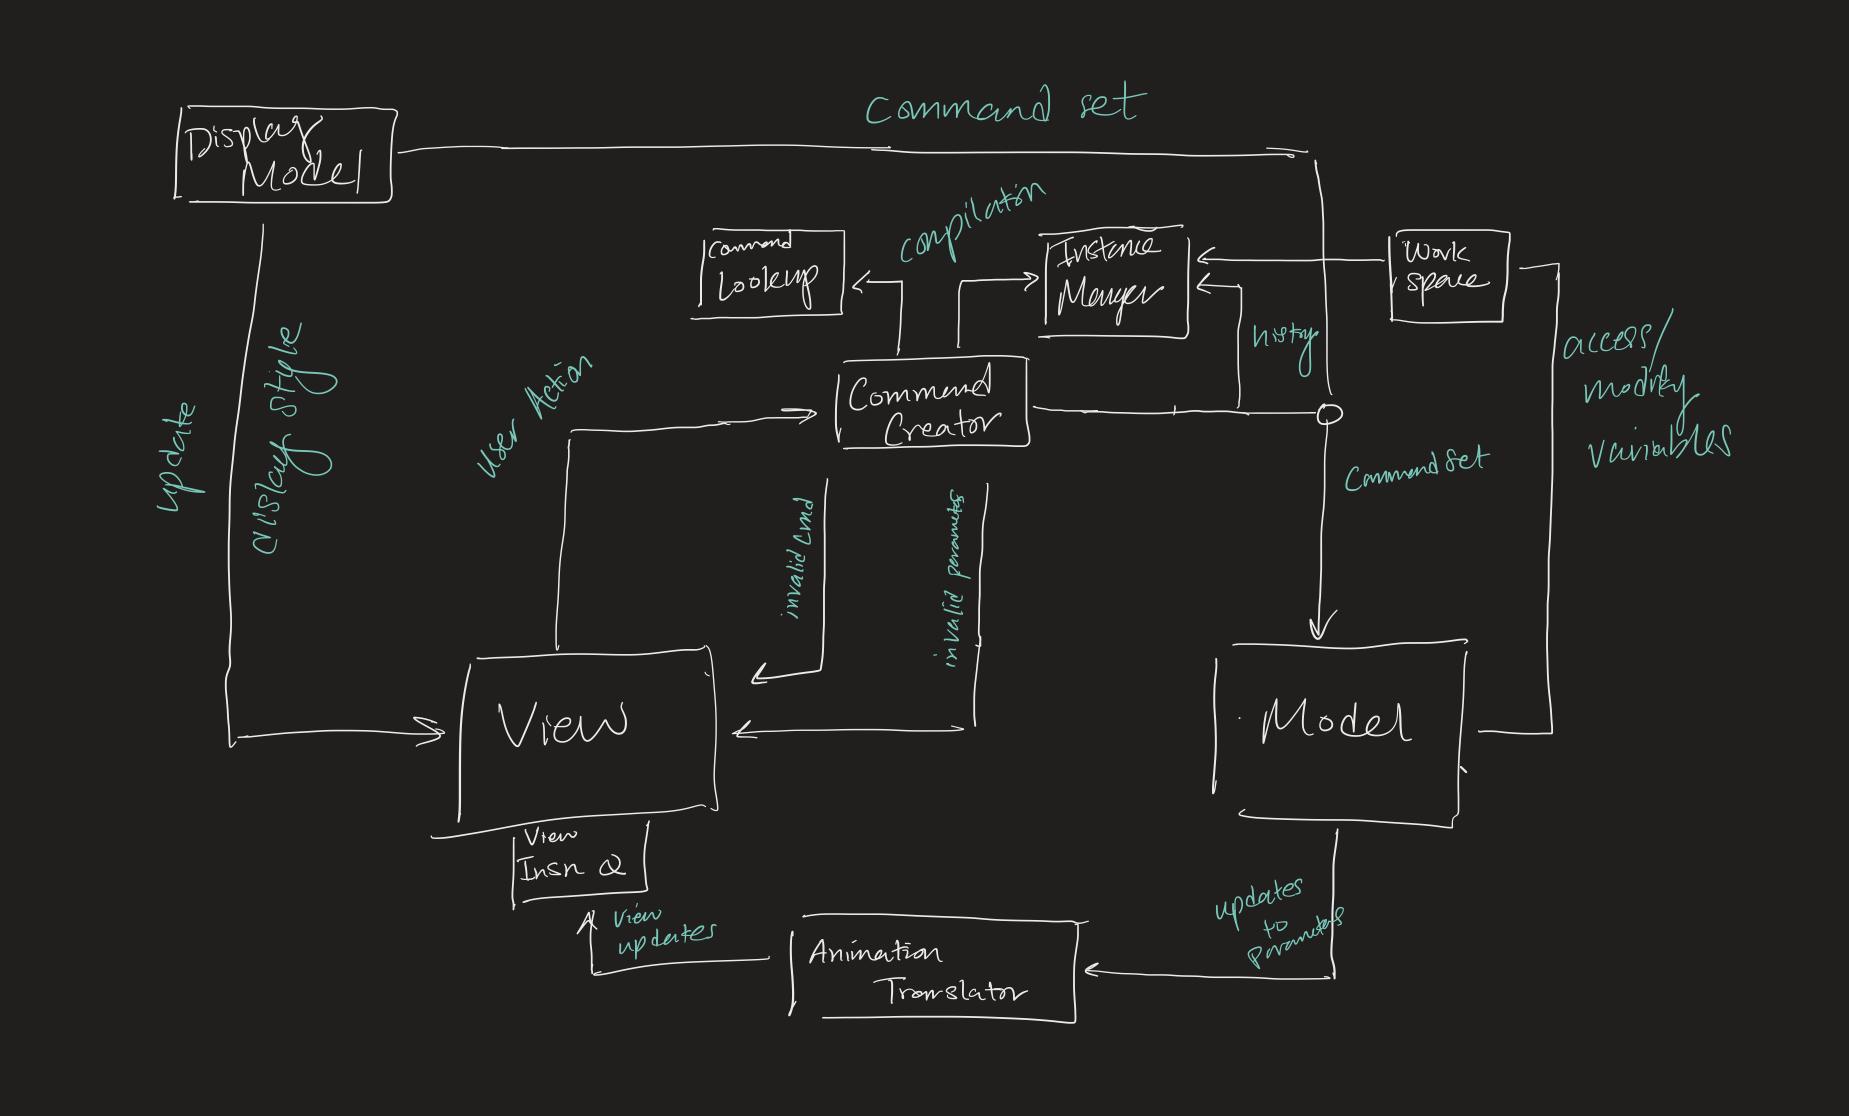 Command set
Display
Model
compilation
Command
Lookup
Instance
Manger
Work
space
history
access/
modify
variables
Command
Creator
User Action
update
display style
Command set
invalid cmd
invalid parameters
View
Model
View
Insn Q
View
updates
updates
to
parameters
Animation
Translator